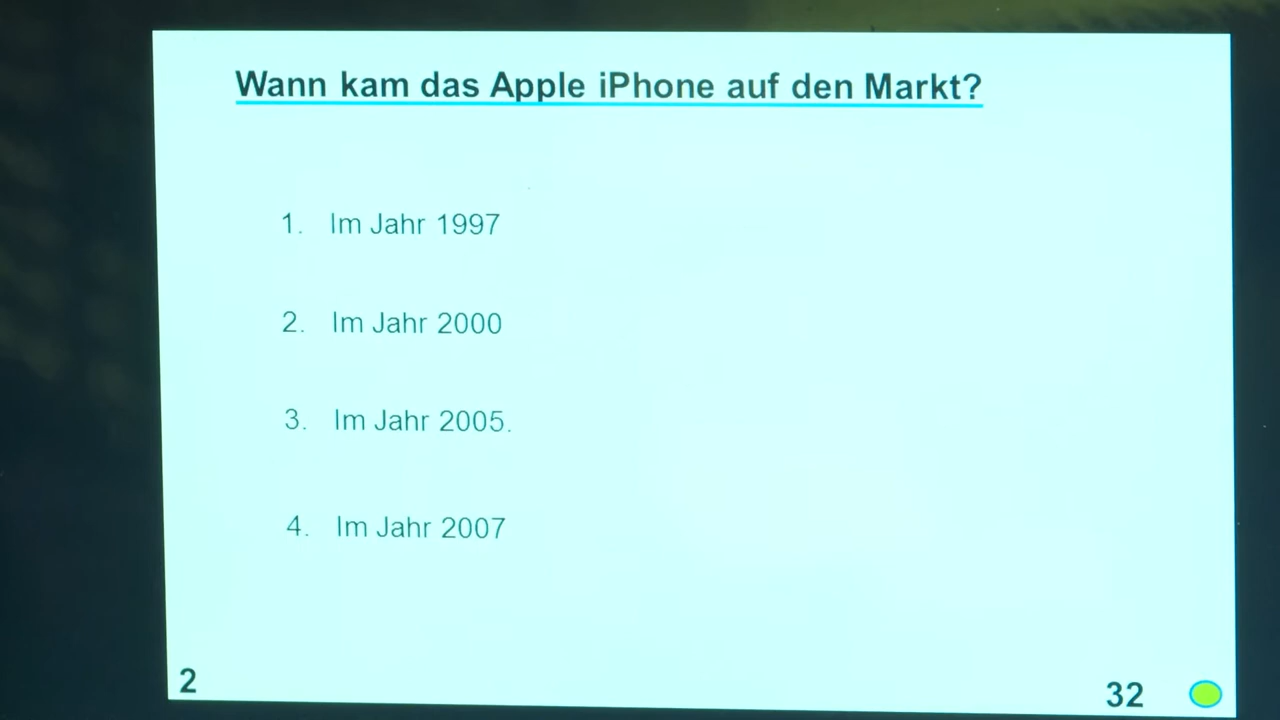 Wann kam das Apple iPhone auf den Markt?
1. Im Jahr 1997
2. Im Jahr 2000
3. Im Jahr 2005.
4. Im Jahr 2007
2
32